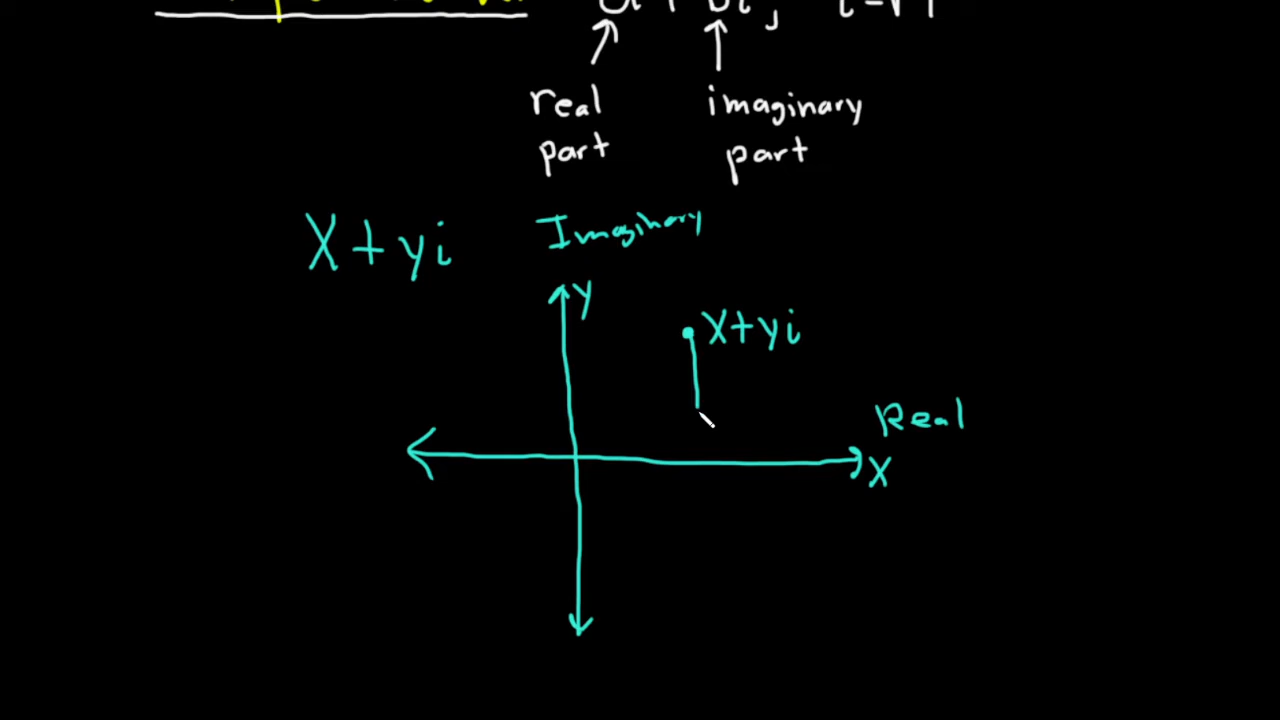 real imaginary
part part
X+yi Imaginary
y
X+yi
Real
X